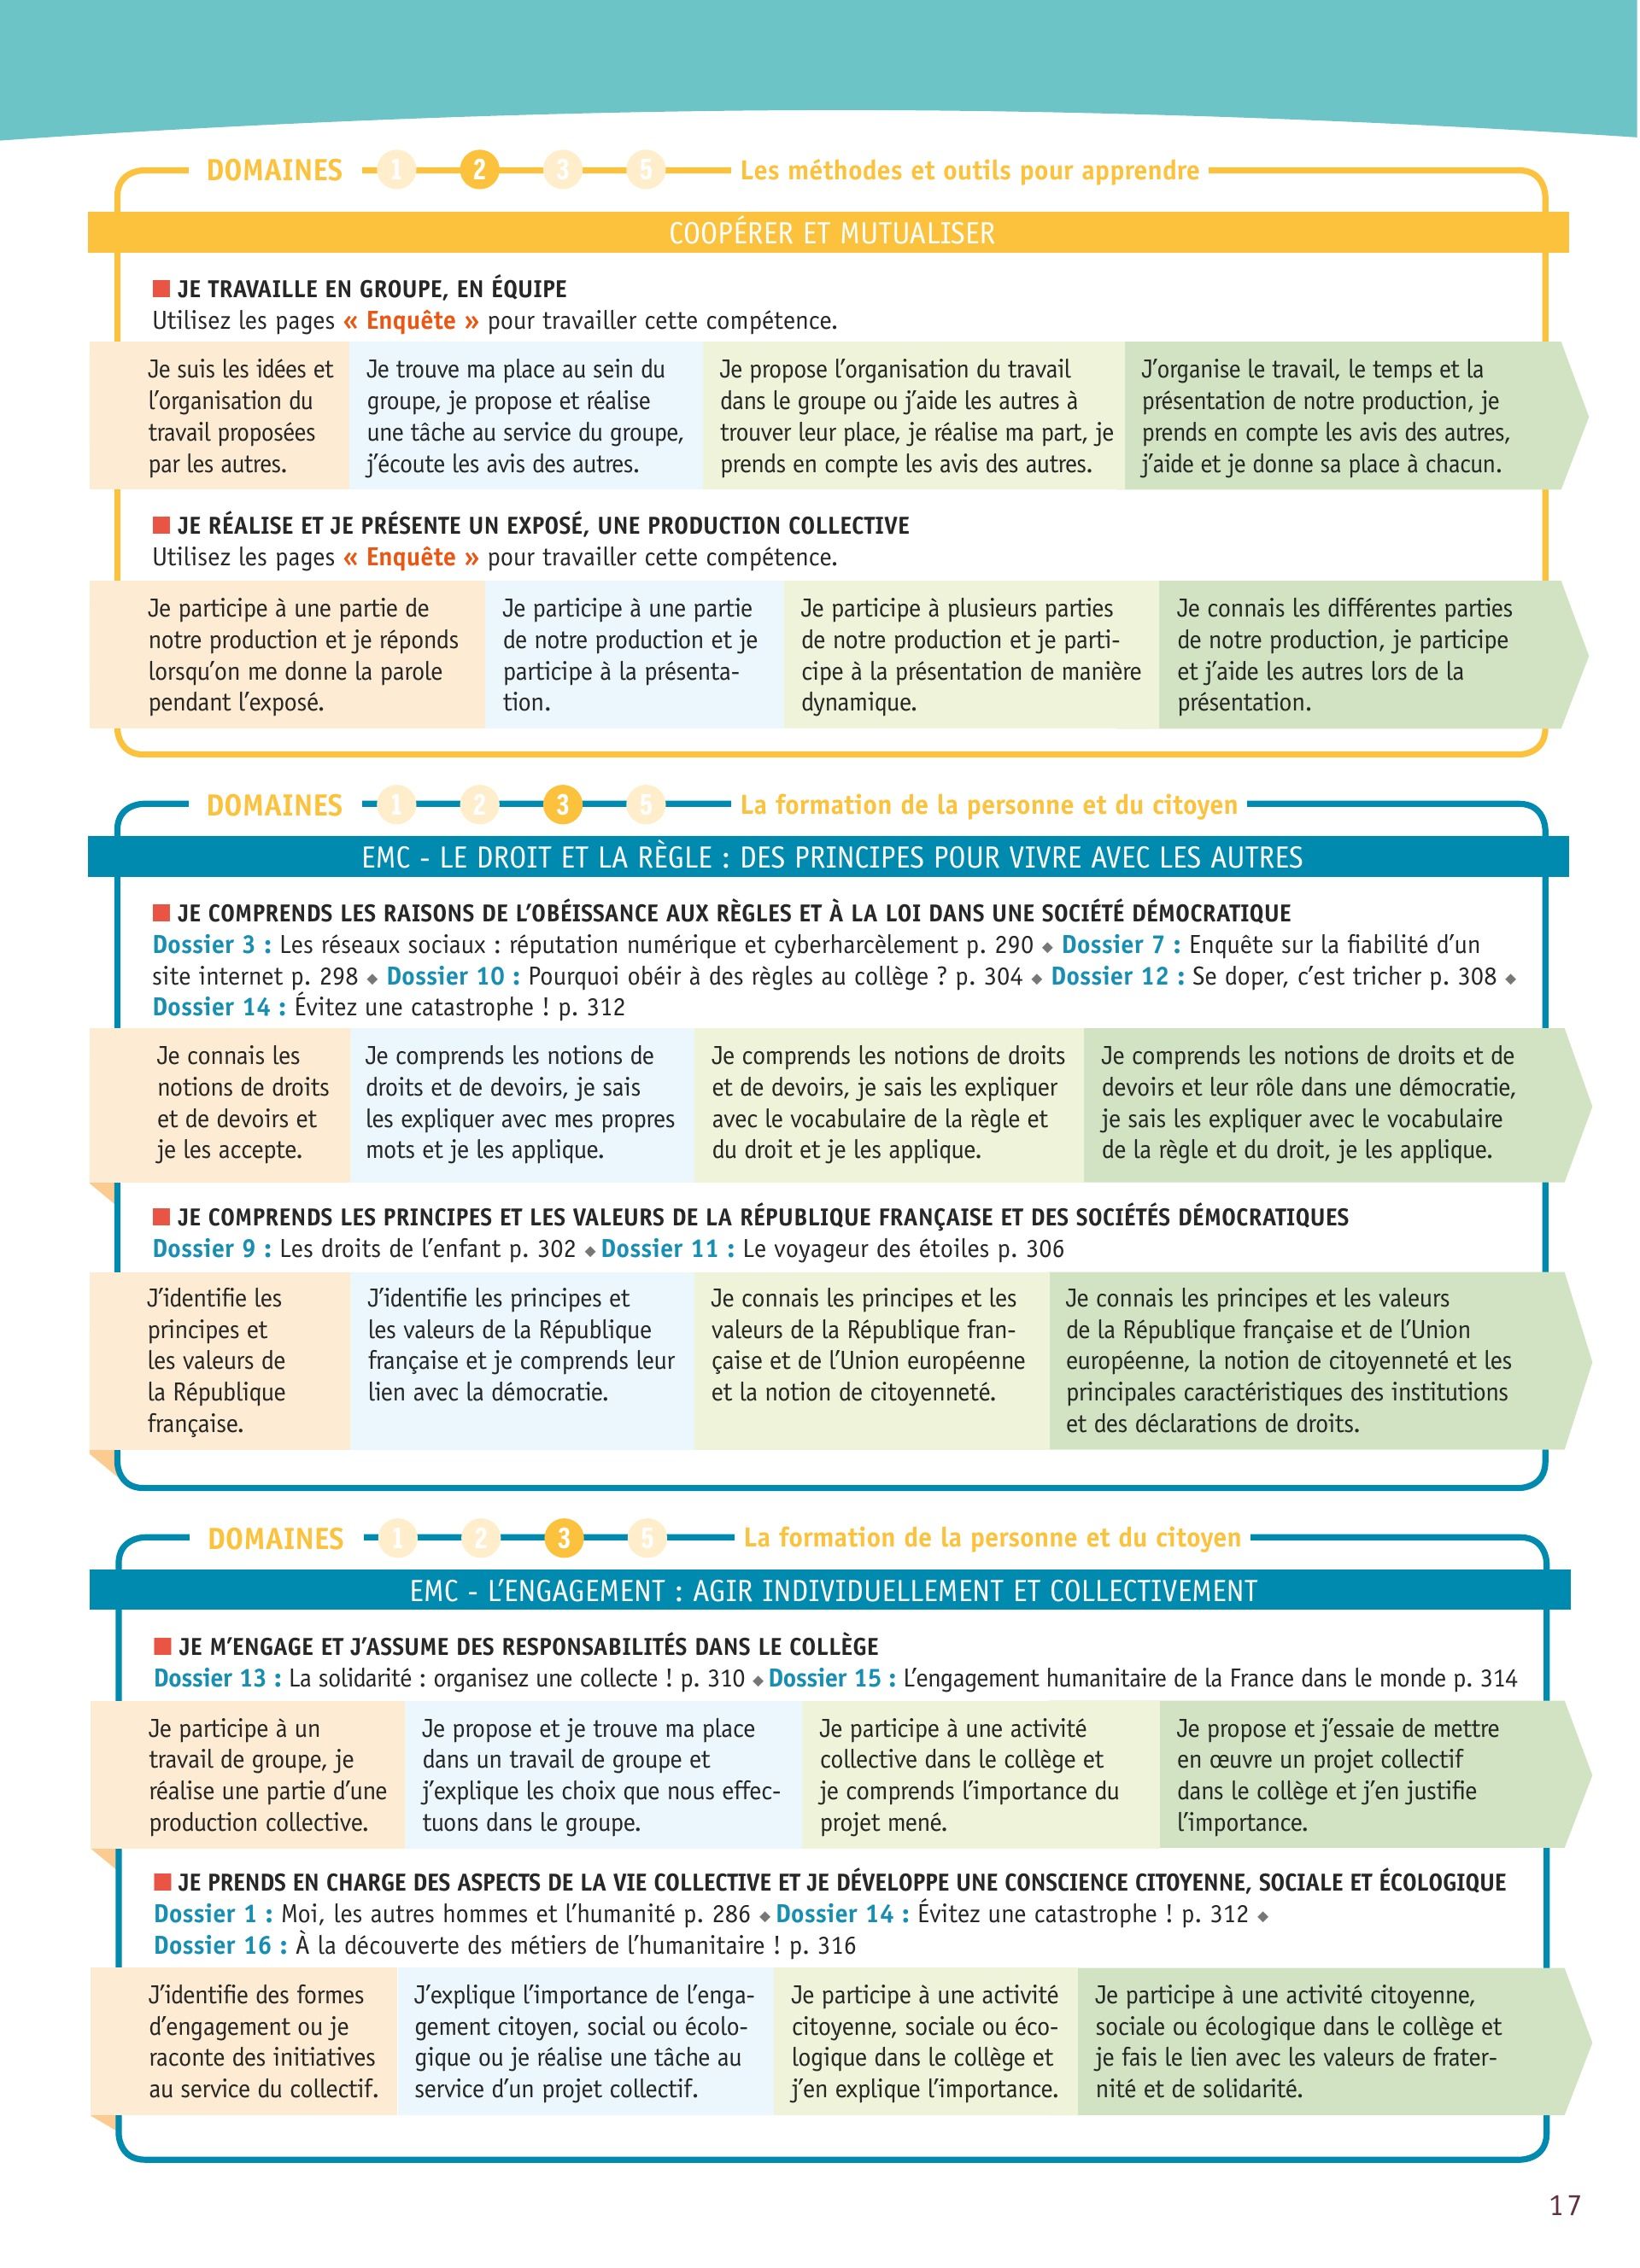 DOMAINES 1 2 3 5 Les méthodes et outils pour apprendre
COOPÉRER ET MUTUALISER
■ JE TRAVAILLE EN GROUPE, EN ÉQUIPE
Utilisez les pages « Enquête » pour travailler cette compétence.
Je suis les idées et
l’organisation du
travail proposées
par les autres.
Je trouve ma place au sein du
groupe, je propose et réalise
une tâche au service du groupe,
j’écoute les avis des autres.
Je propose l’organisation du travail
dans le groupe ou j’aide les autres à
trouver leur place, je réalise ma part, je
prends en compte les avis des autres.
J’organise le travail, le temps et la
présentation de notre production, je
prends en compte les avis des autres,
j’aide et je donne sa place à chacun.
■ JE RÉALISE ET JE PRÉSENTE UN EXPOSÉ, UNE PRODUCTION COLLECTIVE
Utilisez les pages « Enquête » pour travailler cette compétence.
Je participe à une partie de
notre production et je réponds
lorsqu’on me donne la parole
pendant l’exposé.
Je participe à une partie
de notre production et je
participe à la présenta-
tion.
Je participe à plusieurs parties
de notre production et je parti-
cipe à la présentation de manière
dynamique.
Je connais les différentes parties
de notre production, je participe
et j’aide les autres lors de la
présentation.
DOMAINES 1 2 3 5 La formation de la personne et du citoyen
EMC - LE DROIT ET LA RÈGLE : DES PRINCIPES POUR VIVRE AVEC LES AUTRES
■ JE COMPRENDS LES RAISONS DE L’OBÉISSANCE AUX RÈGLES ET À LA LOI DANS UNE SOCIÉTÉ DÉMOCRATIQUE
Dossier 3 : Les réseaux sociaux : réputation numérique et cyberharcèlement p. 290 ◆ Dossier 7 : Enquête sur la fiabilité d’un
site internet p. 298 ◆ Dossier 10 : Pourquoi obéir à des règles au collège ? p. 304 ◆ Dossier 12 : Se doper, c’est tricher p. 308 ◆
Dossier 14 : Évitez une catastrophe ! p. 312
Je connais les
notions de droits
et de devoirs et
je les accepte.
Je comprends les notions de
droits et de devoirs, je sais
les expliquer avec mes propres
mots et je les applique.
Je comprends les notions de droits
et de devoirs, je sais les expliquer
avec le vocabulaire de la règle et
du droit et je les applique.
Je comprends les notions de droits et de
devoirs et leur rôle dans une démocratie,
je sais les expliquer avec le vocabulaire
de la règle et du droit, je les applique.
■ JE COMPRENDS LES PRINCIPES ET LES VALEURS DE LA RÉPUBLIQUE FRANÇAISE ET DES SOCIÉTÉS DÉMOCRATIQUES
Dossier 9 : Les droits de l’enfant p. 302 ◆ Dossier 11 : Le voyageur des étoiles p. 306
J’identifie les
principes et
les valeurs de
la République
française.
J’identifie les principes et
les valeurs de la République
française et je comprends leur
lien avec la démocratie.
Je connais les principes et les
valeurs de la République fran-
çaise et de l’Union européenne
et la notion de citoyenneté.
Je connais les principes et les valeurs
de la République française et de l’Union
européenne, la notion de citoyenneté et les
principales caractéristiques des institutions
et des déclarations de droits.
DOMAINES 1 2 3 5 La formation de la personne et du citoyen
EMC - L’ENGAGEMENT : AGIR INDIVIDUELLEMENT ET COLLECTIVEMENT
■ JE M’ENGAGE ET J’ASSUME DES RESPONSABILITÉS DANS LE COLLÈGE
Dossier 13 : La solidarité : organisez une collecte ! p. 310 ◆ Dossier 15 : L’engagement humanitaire de la France dans le monde p. 314
Je participe à un
travail de groupe, je
réalise une partie d’une
production collective.
Je propose et je trouve ma place
dans un travail de groupe et
j’explique les choix que nous effec-
tuons dans le groupe.
Je participe à une activité
collective dans le collège et
je comprends l’importance du
projet mené.
Je propose et j’essaie de mettre
en œuvre un projet collectif
dans le collège et j’en justifie
l’importance.
■ JE PRENDS EN CHARGE DES ASPECTS DE LA VIE COLLECTIVE ET JE DÉVELOPPE UNE CONSCIENCE CITOYENNE, SOCIALE ET ÉCOLOGIQUE
Dossier 1 : Moi, les autres hommes et l’humanité p. 286 ◆ Dossier 14 : Évitez une catastrophe ! p. 312 ◆
Dossier 16 : À la découverte des métiers de l’humanitaire ! p. 316
J’identifie des formes
d’engagement ou je
raconte des initiatives
au service du collectif.
J’explique l’importance de l’enga-
gement citoyen, social ou écolo-
gique ou je réalise une tâche au
service d’un projet collectif.
Je participe à une activité
citoyenne, sociale ou éco-
logique dans le collège et
j’en explique l’importance.
Je participe à une activité citoyenne,
sociale ou écologique dans le collège et
je fais le lien avec les valeurs de frater-
nité et de solidarité.
17